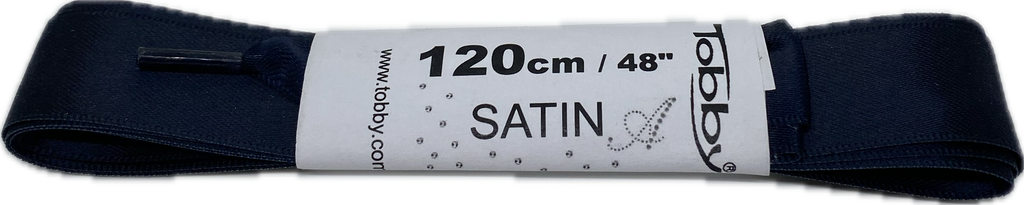 www.tobby.com
120cm / 48"
SATIN
A
Tobby®